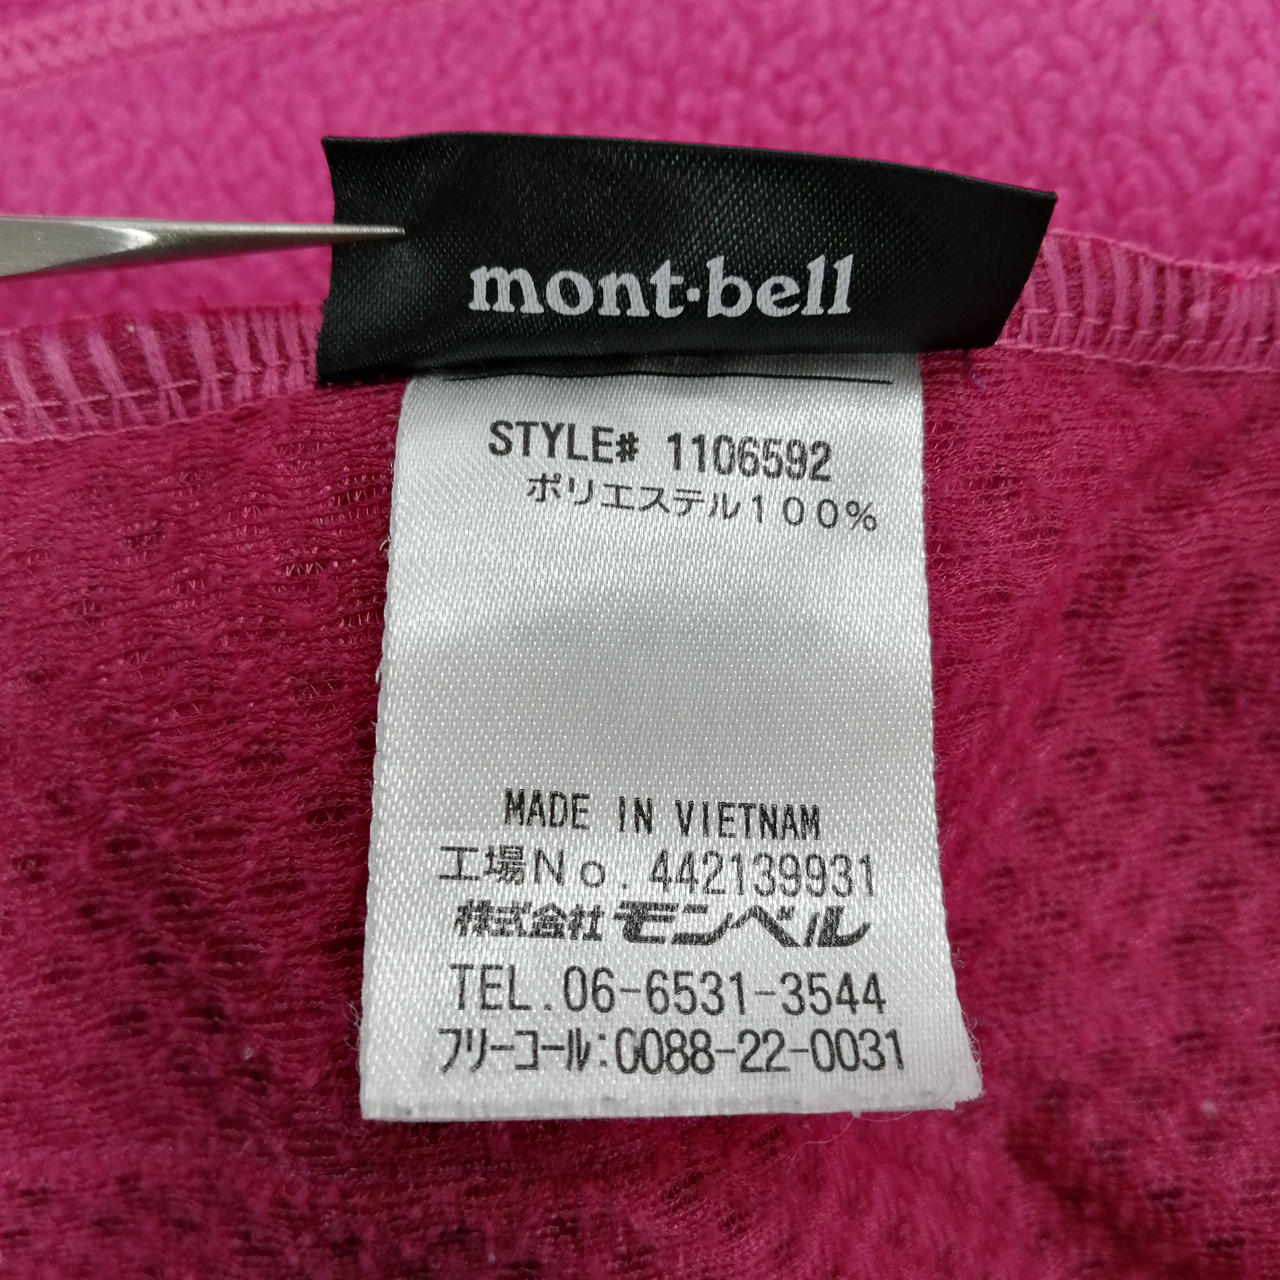 mont·bell
STYLE# 1106592
ポリエステル100%
MADE IN VIETNAM
工場No. 442139931
株式会社モンベル
TEL.06-6531-3544
フリーコール:0088-22-0031